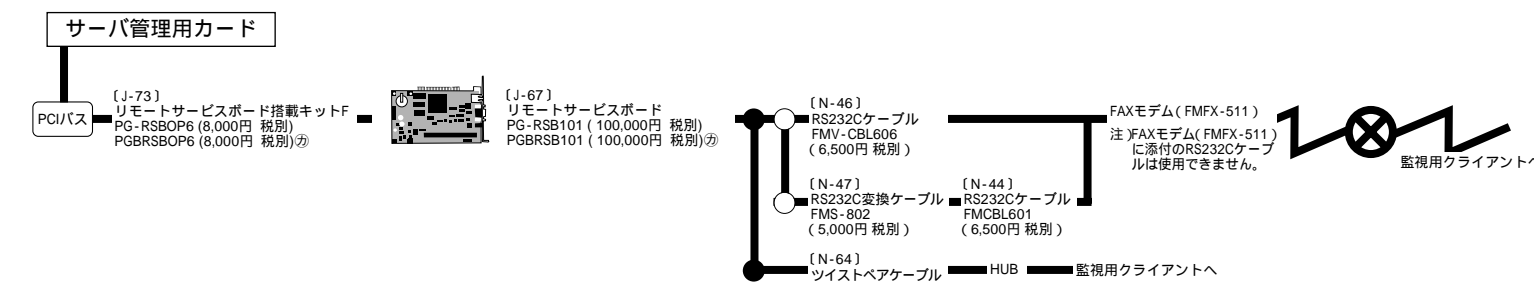 サーバ管理用カード
PCIバス
〔J-73〕
リモートサービスボード搭載キットF
PG-RSBOP6 (8,000円 税別)
PGBRSBOP6 (8,000円 税別)㋕
〔J-67〕
リモートサービスボード
PG-RSB101 ( 100,000円 税別)
PGBRSB101 ( 100,000円 税別)㋕
〔N-46〕
RS232Cケーブル
FMV-CBL606
( 6,500円 税別 )
〔N-47〕
RS232C変換ケーブル
FMS-802
( 5,000円 税別 )
〔N-44〕
RS232Cケーブル
FMCBL601
( 6,500円 税別 )
〔N-64〕
ツイストペアケーブル
HUB
監視用クライアントへ
FAXモデム( FMFX-511 )
注 )FAXモデム( FMFX-511 )
に添付のRS232Cケーブ
ルは使用できません。
監視用クライアントへ